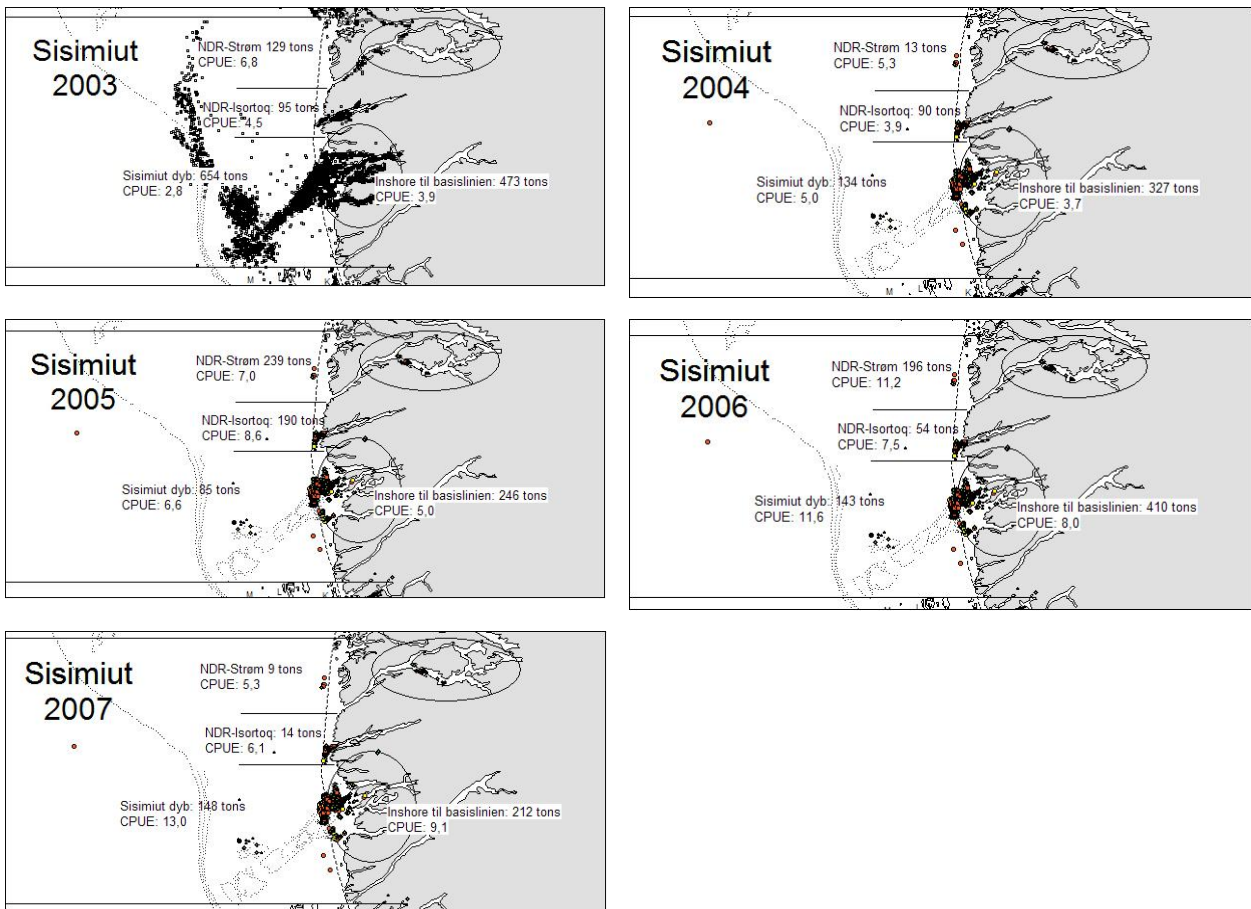 Sisimiut
2003
NDR-Strøm 129 tons
CPUE: 6,8
NDR-Isortoq: 95 tons
CPUE: 4,5
Sisimiut dyb: 654 tons
CPUE: 2,8
Inshore til basislinien: 473 tons
CPUE: 3,9
M
L
K
Sisimiut
2004
NDR-Strøm 13 tons
CPUE: 5,3
NDR-Isortoq: 90 tons
CPUE: 3,9
Sisimiut dyb: 134 tons
CPUE: 5,0
Inshore til basislinien: 327 tons
CPUE: 3,7
M
L
K
Sisimiut
2005
NDR-Strøm 239 tons
CPUE: 7,0
NDR-Isortoq: 190 tons
CPUE: 8,6
Sisimiut dyb: 85 tons
CPUE: 6,6
Inshore til basislinien: 246 tons
CPUE: 5,0
M
L
K
Sisimiut
2006
NDR-Strøm 196 tons
CPUE: 11,2
NDR-Isortoq: 54 tons
CPUE: 7,5
Sisimiut dyb: 143 tons
CPUE: 11,6
Inshore til basislinien: 410 tons
CPUE: 8,0
Sisimiut
2007
NDR-Strøm 9 tons
CPUE: 5,3
NDR-Isortoq: 14 tons
CPUE: 6,1
Sisimiut dyb: 148 tons
CPUE: 13,0
Inshore til basislinien: 212 tons
CPUE: 9,1